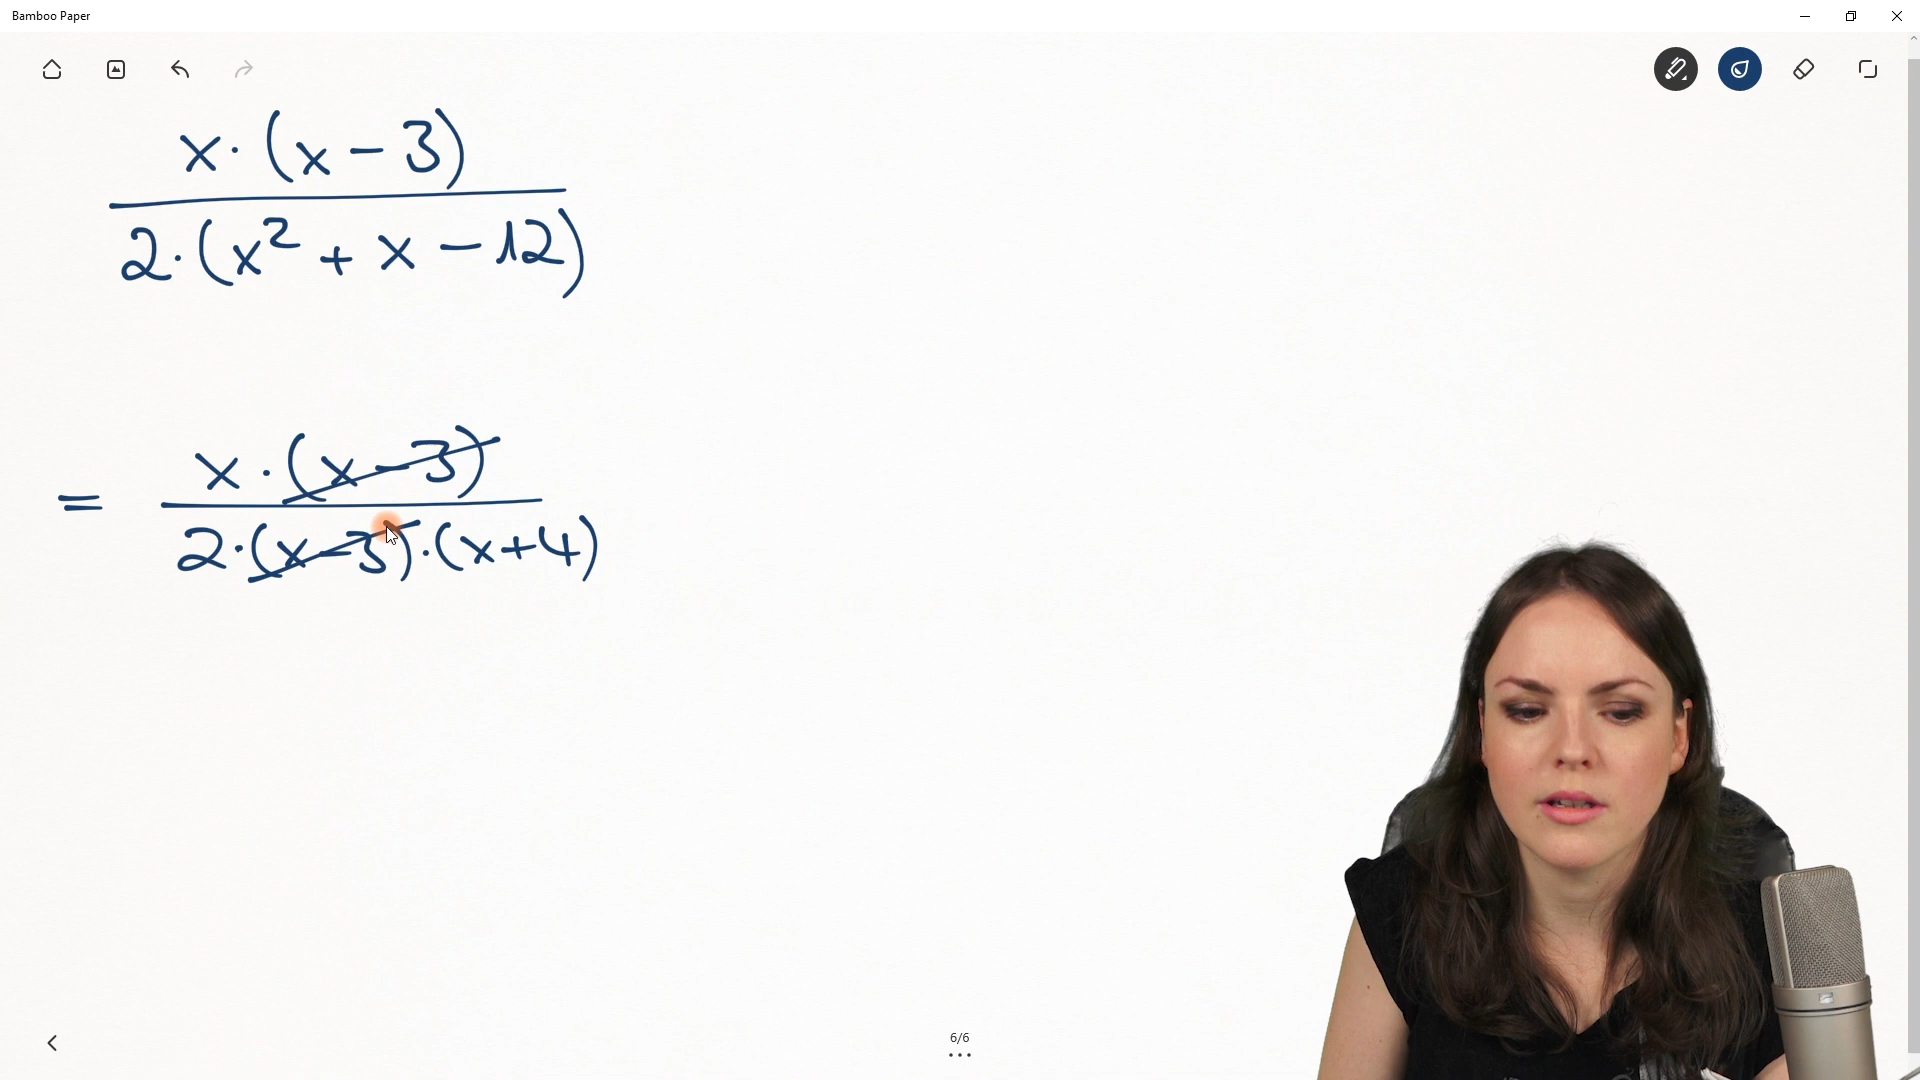 Bamboo Paper
x · (x − 3)
2 · (x² + x − 12)
x · (x − 3)
=
2 · (x − 3) · (x + 4)
6/6